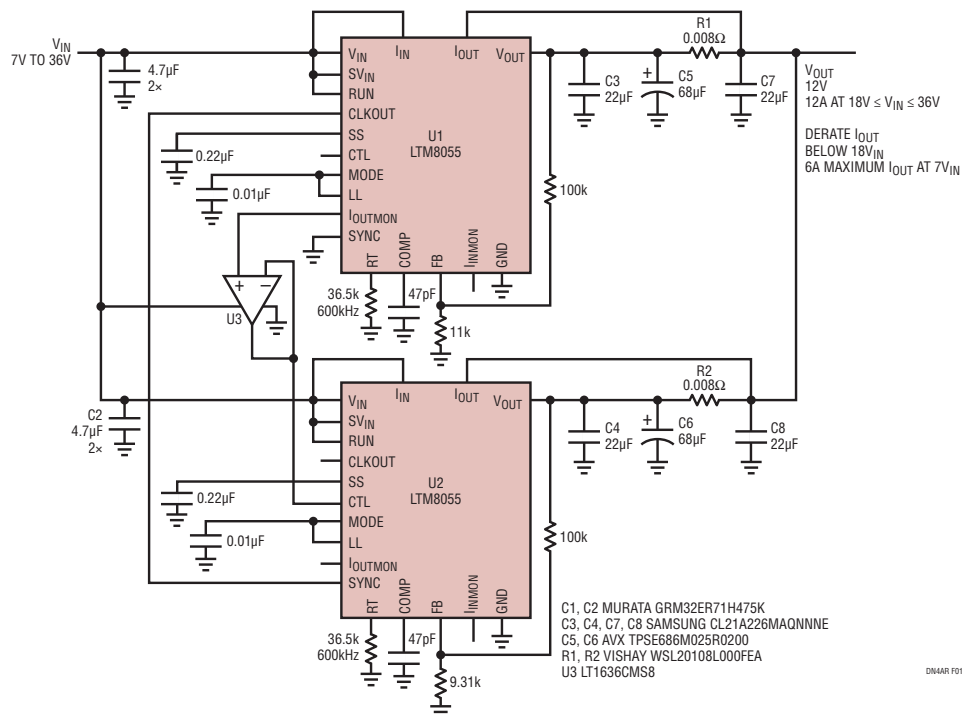 VIN
7V TO 36V
4.7µF
2×
VIN
SVIN
RUN
CLKOUT
SS
CTL
MODE
LL
IOUTMON
SYNC
IIN
IOUT
VOUT
U1
LTM8055
RT
COMP
FB
IINMON
GND
0.22µF
0.01µF
U3
+
–
36.5k
600kHz
47pF
11k
100k
C3
22µF
+
C5
68µF
R1
0.008Ω
C7
22µF
VOUT
12V
12A AT 18V ≤ VIN ≤ 36V
DERATE IOUT
BELOW 18VIN
6A MAXIMUM IOUT AT 7VIN
C2
4.7µF
2×
VIN
SVIN
RUN
CLKOUT
SS
CTL
MODE
LL
IOUTMON
SYNC
IIN
IOUT
VOUT
U2
LTM8055
RT
COMP
FB
IINMON
GND
0.22µF
0.01µF
36.5k
600kHz
47pF
9.31k
100k
C4
22µF
+
C6
68µF
R2
0.008Ω
C8
22µF
C1, C2 MURATA GRM32ER71H475K
C3, C4, C7, C8 SAMSUNG CL21A226MAQNNNE
C5, C6 AVX TPSE686M025R0200
R1, R2 VISHAY WSL20108L000FEA
U3 LT1636CMS8
DN4AR F01